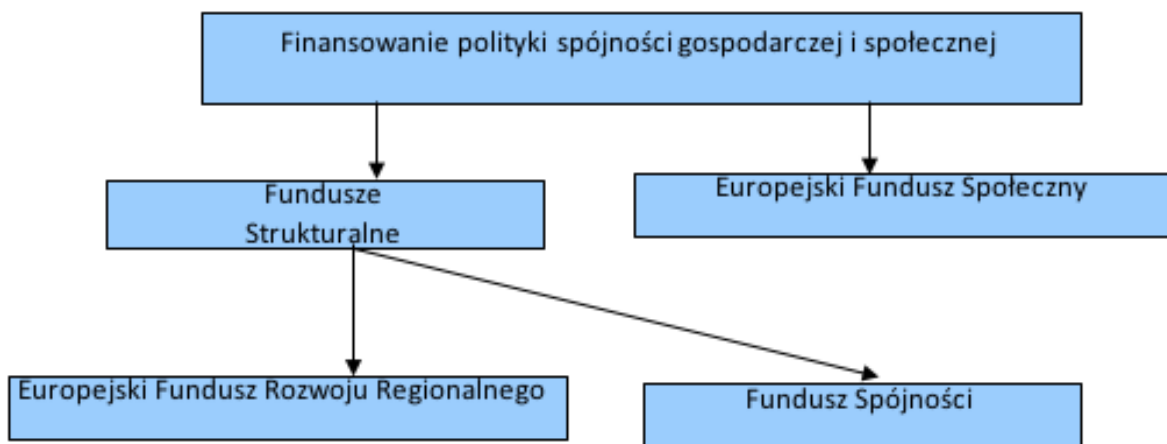 Finansowanie polityki spójności gospodarczej i społecznej
Fundusze
Strukturalne
Europejski Fundusz Społeczny
Europejski Fundusz Rozwoju Regionalnego
Fundusz Spójności